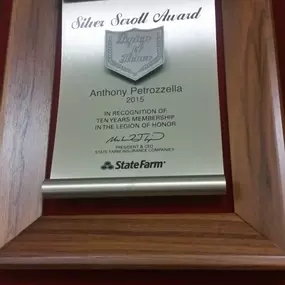 Silver Scroll Award
Legion
of
Honor
Anthony Petrozzella
2015
IN RECOGNITION OF
TEN YEARS MEMBERSHIP
IN THE LEGION OF HONOR
PRESIDENT & CEO
STATE FARM INSURANCE COMPANIES
StateFarm